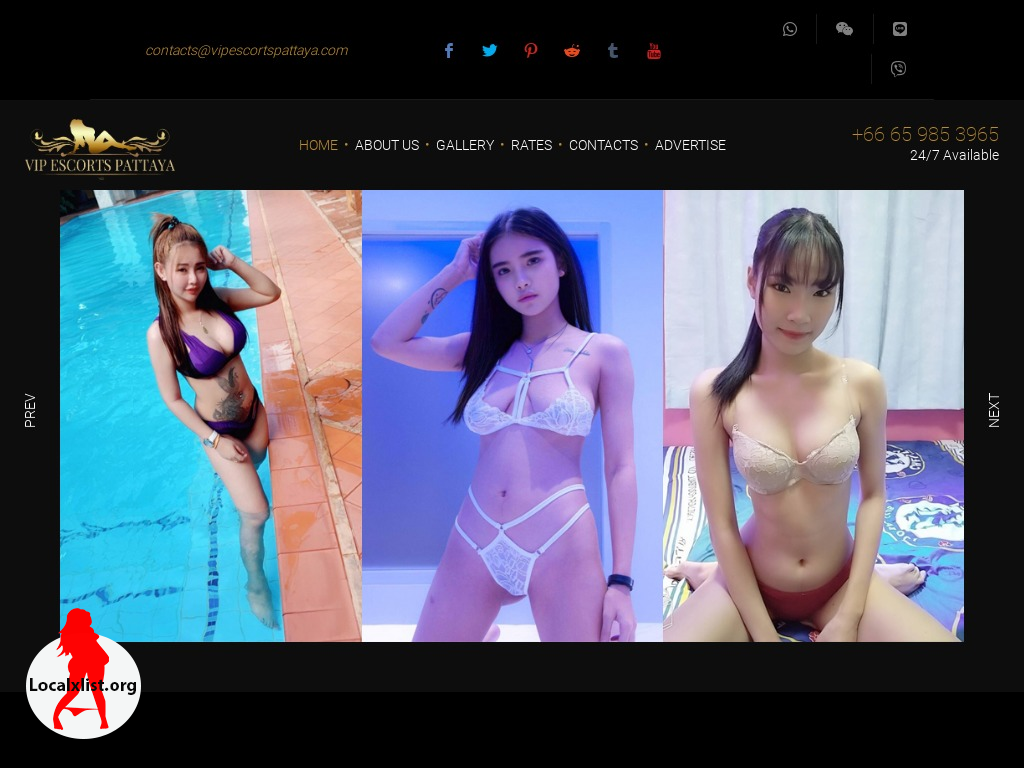 contacts@vipescortspattaya.com
VIP ESCORTS PATTAYA
HOME • ABOUT US • GALLERY • RATES • CONTACTS • ADVERTISE
+66 65 985 3965
24/7 Available
PREV
NEXT
Localxlist.org